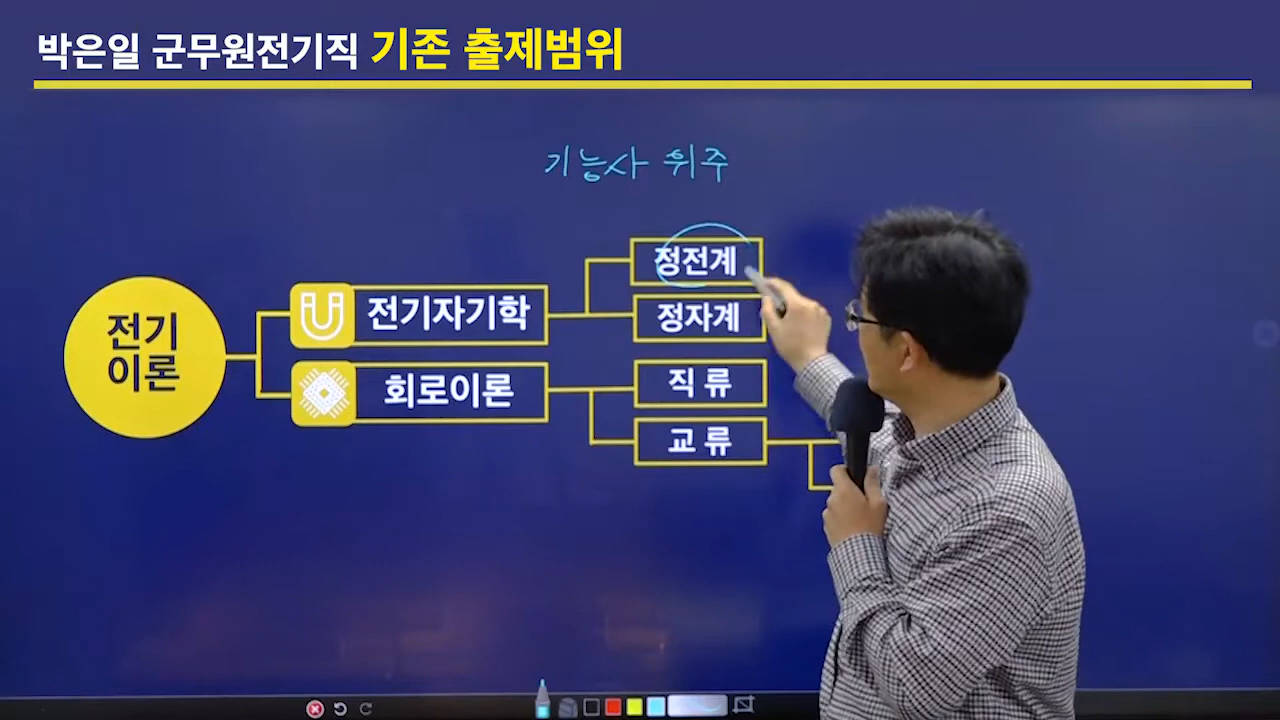 박은일 군무원전기직 기존 출제범위
기능사 위주
전기
이론
전기자기학
회로이론
정전계
정자계
직류
교류